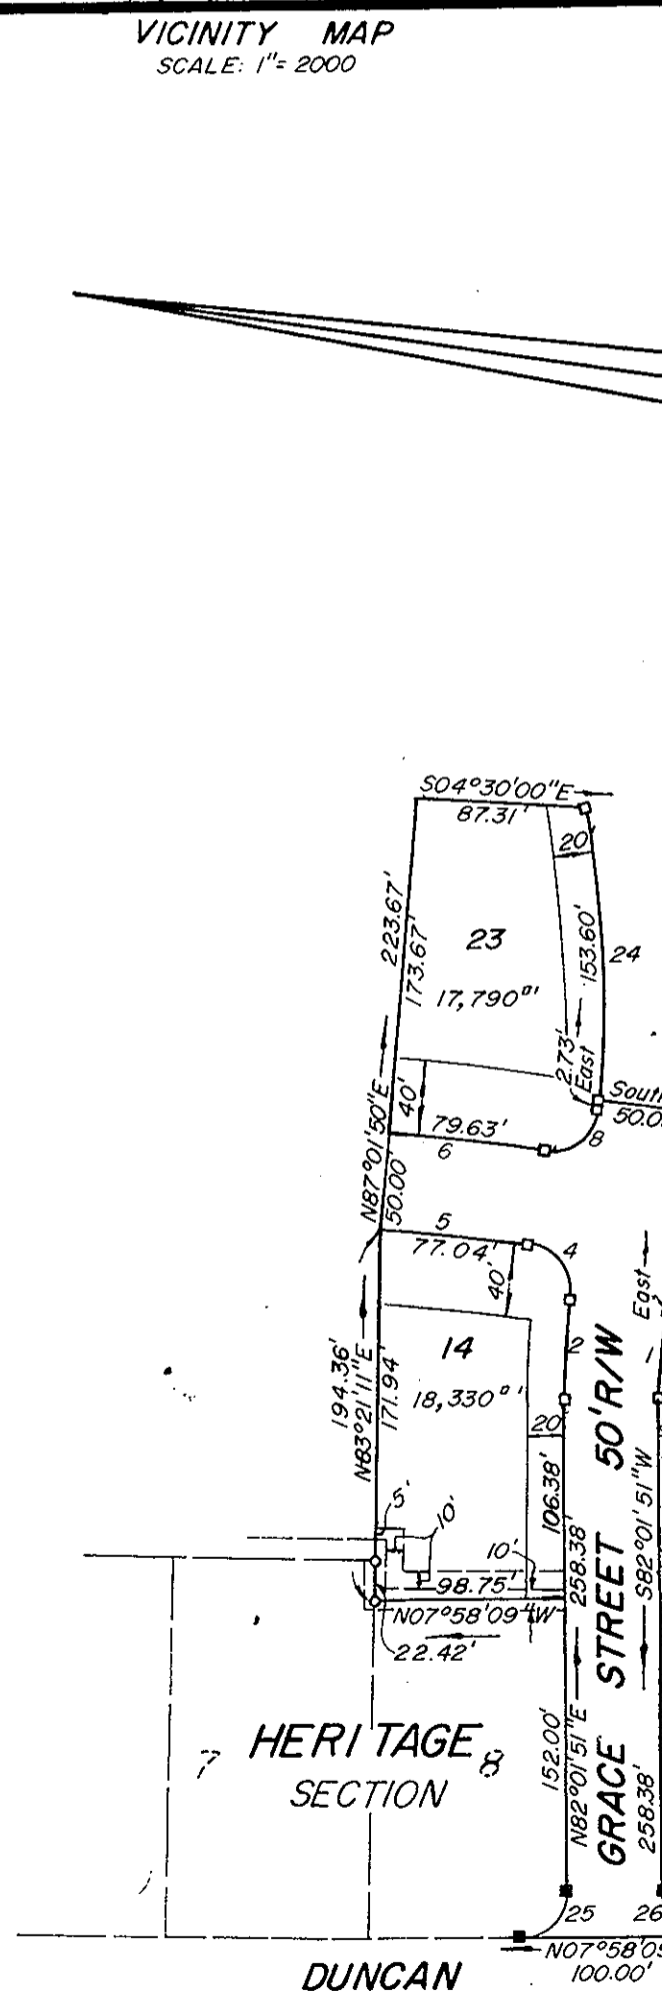 VICINITY MAP
SCALE: 1"= 2000
S04°30'00"E
87.31'
20'
223.67'
173.67'
23
153.60'
24
17,790□'
2.73'
East
South
50.0
40'
79.63'
6
8
N87°01'50"E
50.00'
5
77.04'
4
40'
East
2
14
18,330□'
194.36'
N83°21'11"E
171.94'
20'
106.38'
50' R/W
5'
10'
10'
98.75'
258.38'
S82°01'51"W
N07°58'09"W
22.42'
GRACE STREET
HERITAGE
SECTION
7
8
152.00'
N82°01'51"E
258.38'
25
26
N07°58'09
100.00'
DUNCAN